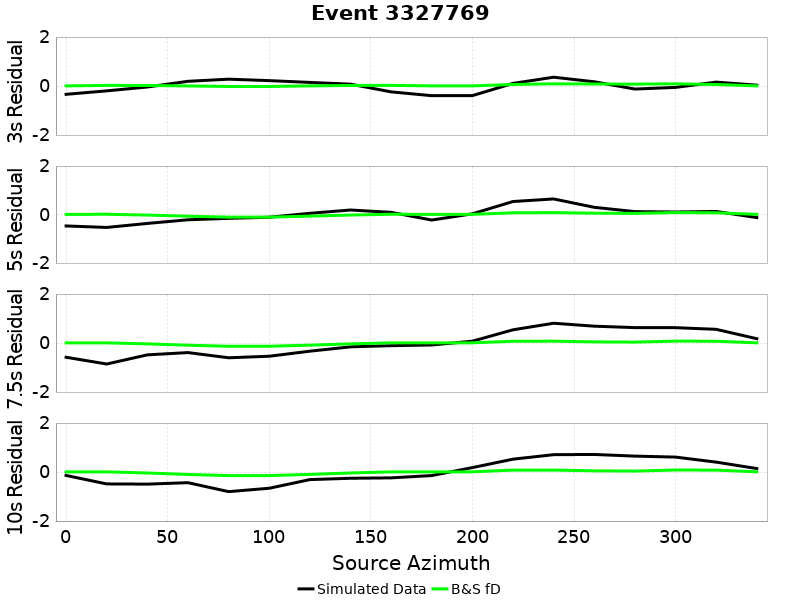 Event 3327769
3s Residual
2
0
-2
5s Residual
2
0
-2
7.5s Residual
2
0
-2
10s Residual
2
0
-2
0 50 100 150 200 250 300
Source Azimuth
Simulated Data B&S fD